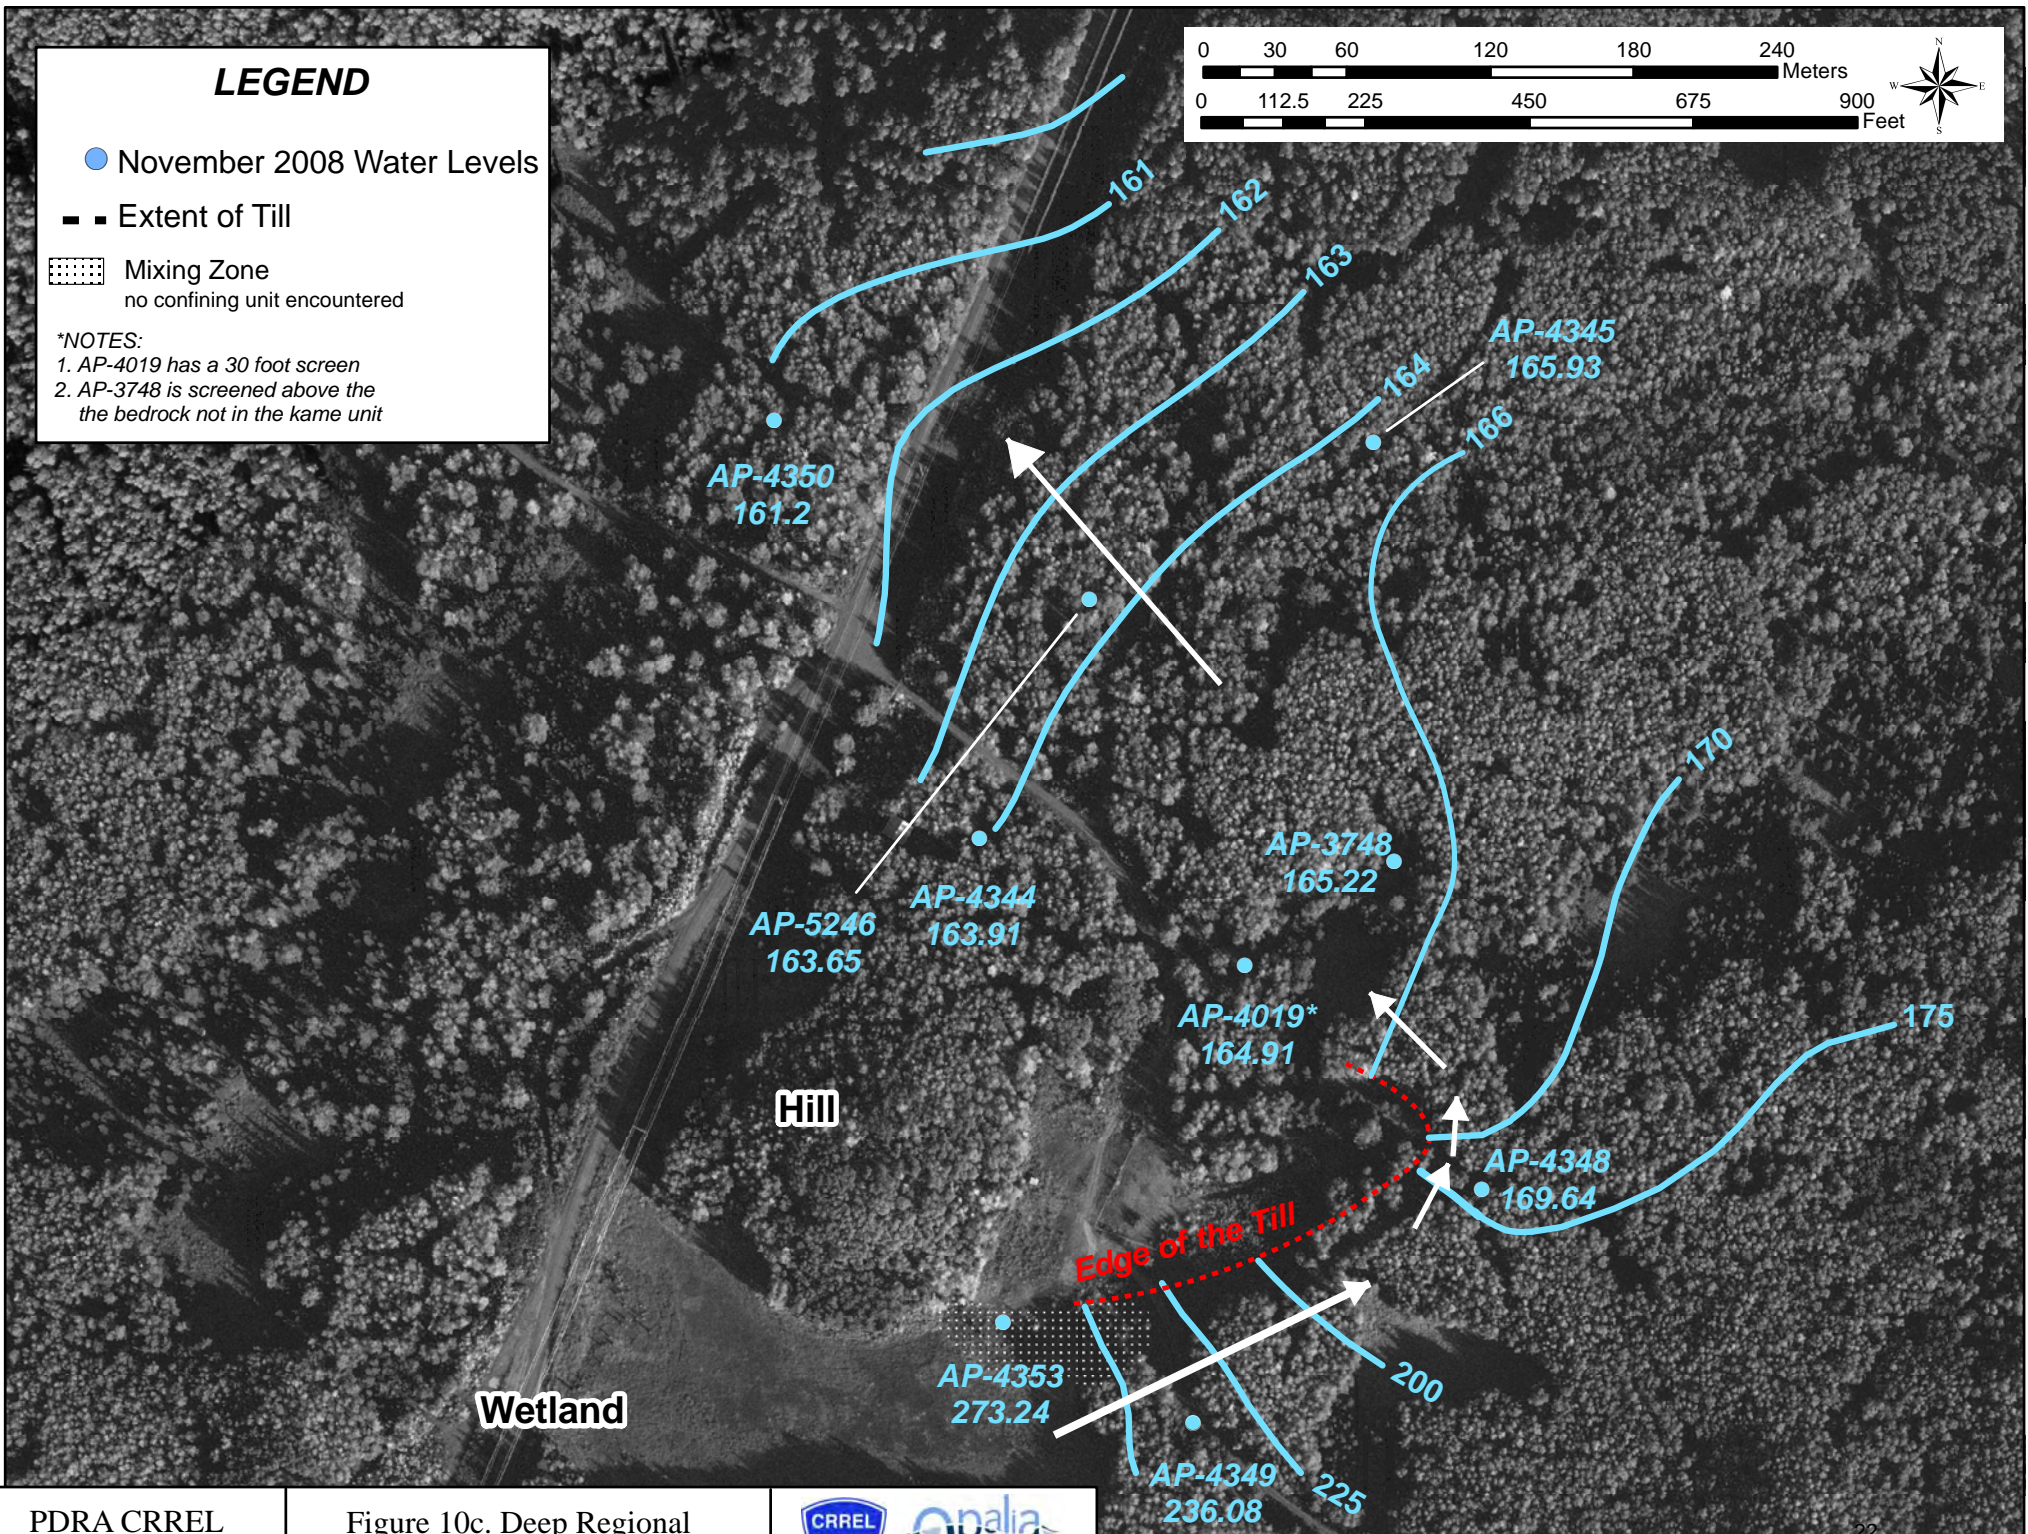 LEGEND
November 2008 Water Levels
Extent of Till
Mixing Zone
no confining unit encountered
*NOTES:
1. AP-4019 has a 30 foot screen
2. AP-3748 is screened above the
the bedrock not in the kame unit
0 30 60 120 180 240
Meters
0 112.5 225 450 675 900
Feet
N
W E
S
161
162
163
164
166
170
175
200
225
AP-4345
165.93
AP-4350
161.2
AP-3748
165.22
AP-4344
163.91
AP-5246
163.65
AP-4019*
164.91
Hill
AP-4348
169.64
Edge of the Till
AP-4353
273.24
Wetland
AP-4349
236.08
PDRA CRREL
Figure 10c. Deep Regional
CRREL
Opalia